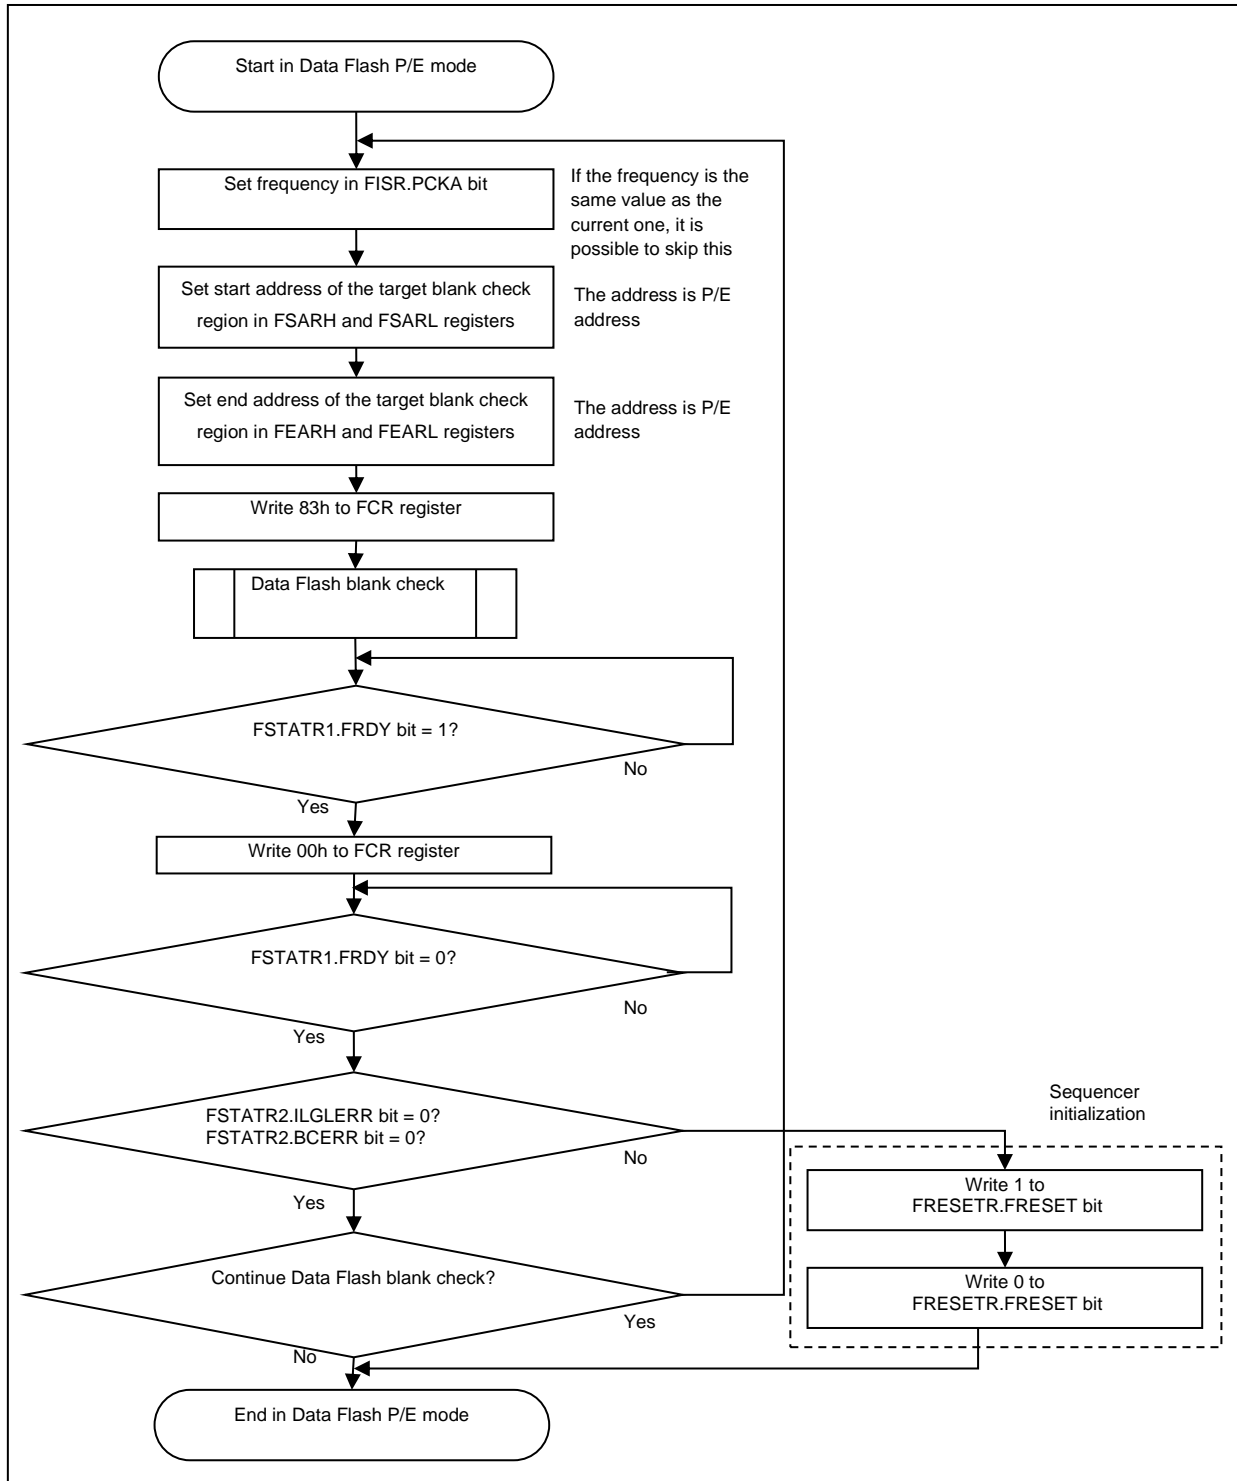 Start in Data Flash P/E mode
Set frequency in FISR.PCKA bit
If the frequency is the
same value as the
current one, it is
possible to skip this
Set start address of the target blank check
region in FSARH and FSARL registers
The address is P/E
address
Set end address of the target blank check
region in FEARH and FEARL registers
The address is P/E
address
Write 83h to FCR register
Data Flash blank check
FSTATR1.FRDY bit = 1?
No
Yes
Write 00h to FCR register
FSTATR1.FRDY bit = 0?
No
Yes
FSTATR2.ILGLERR bit = 0?
FSTATR2.BCERR bit = 0?
No
Yes
Sequencer
initialization
Write 1 to
FRESETR.FRESET bit
Write 0 to
FRESETR.FRESET bit
Continue Data Flash blank check?
Yes
No
End in Data Flash P/E mode